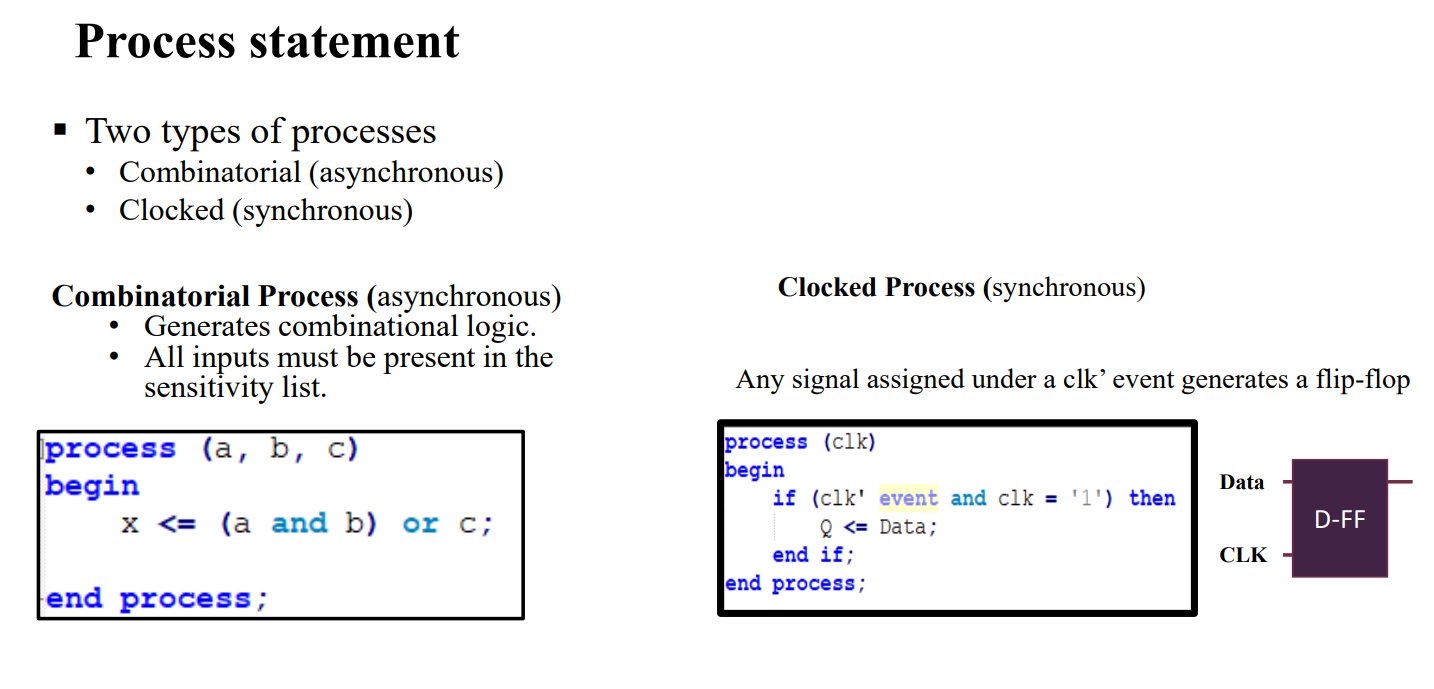 Process statement
▪ Two types of processes
• Combinatorial (asynchronous)
• Clocked (synchronous)
Combinatorial Process (asynchronous)
• Generates combinational logic.
• All inputs must be present in the
sensitivity list.
process (a, b, c)
begin
x <= (a and b) or c;
end process;
Clocked Process (synchronous)
Any signal assigned under a clk’ event generates a flip-flop
process (clk)
begin
if (clk' event and clk = '1') then
Q <= Data;
end if;
end process;
Data
D-FF
CLK